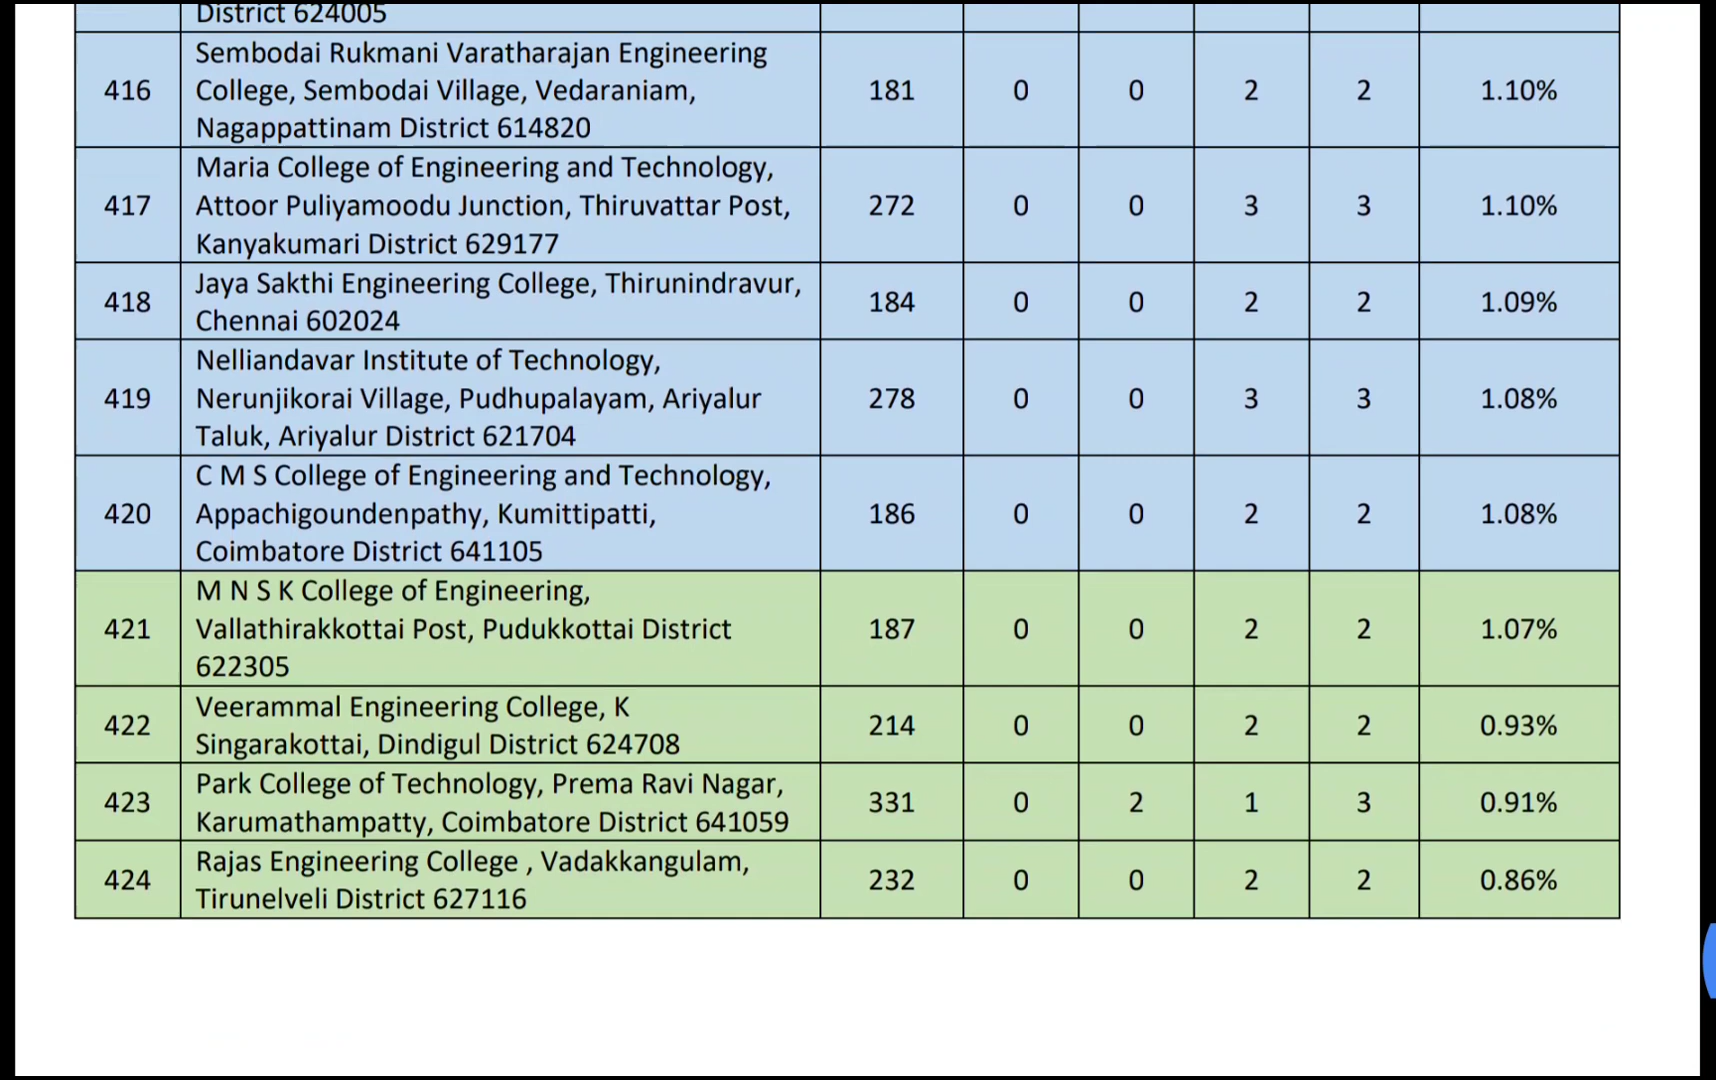 District 624005
416
Sembodai Rukmani Varatharajan Engineering
College, Sembodai Village, Vedaraniam,
Nagappattinam District 614820
181 0 0 2 2 1.10%
417
Maria College of Engineering and Technology,
Attoor Puliyamoodu Junction, Thiruvattar Post,
Kanyakumari District 629177
272 0 0 3 3 1.10%
418
Jaya Sakthi Engineering College, Thirunindravur,
Chennai 602024
184 0 0 2 2 1.09%
419
Nelliandavar Institute of Technology,
Nerunjikorai Village, Pudhupalayam, Ariyalur
Taluk, Ariyalur District 621704
278 0 0 3 3 1.08%
420
C M S College of Engineering and Technology,
Appachigoundenpathy, Kumittipatti,
Coimbatore District 641105
186 0 0 2 2 1.08%
421
M N S K College of Engineering,
Vallathirakkottai Post, Pudukkottai District
622305
187 0 0 2 2 1.07%
422
Veerammal Engineering College, K
Singarakottai, Dindigul District 624708
214 0 0 2 2 0.93%
423
Park College of Technology, Prema Ravi Nagar,
Karumathampatty, Coimbatore District 641059
331 0 2 1 3 0.91%
424
Rajas Engineering College , Vadakkangulam,
Tirunelveli District 627116
232 0 0 2 2 0.86%